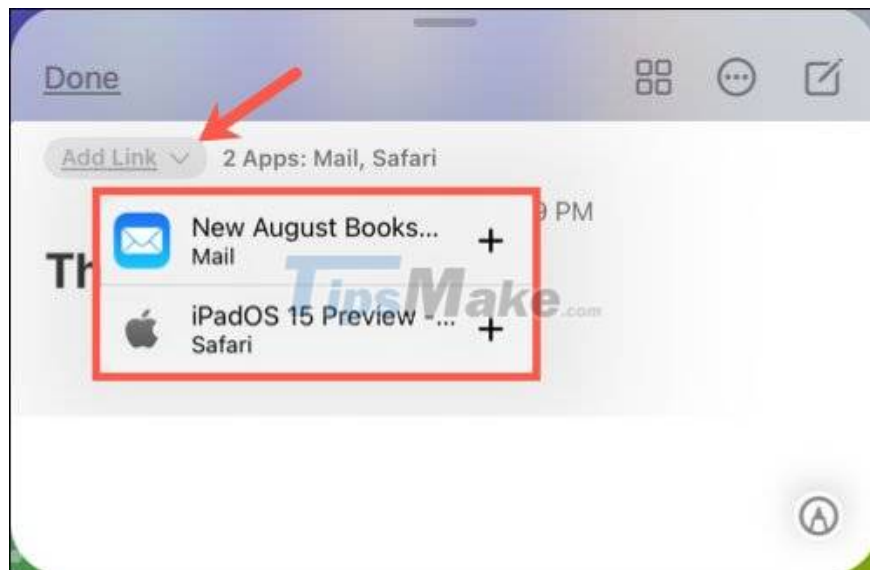 Done
Add Link 2 Apps: Mail, Safari
9 PM
New August Books...
Mail
Th
TipsMake.com
iPadOS 15 Preview -...
Safari